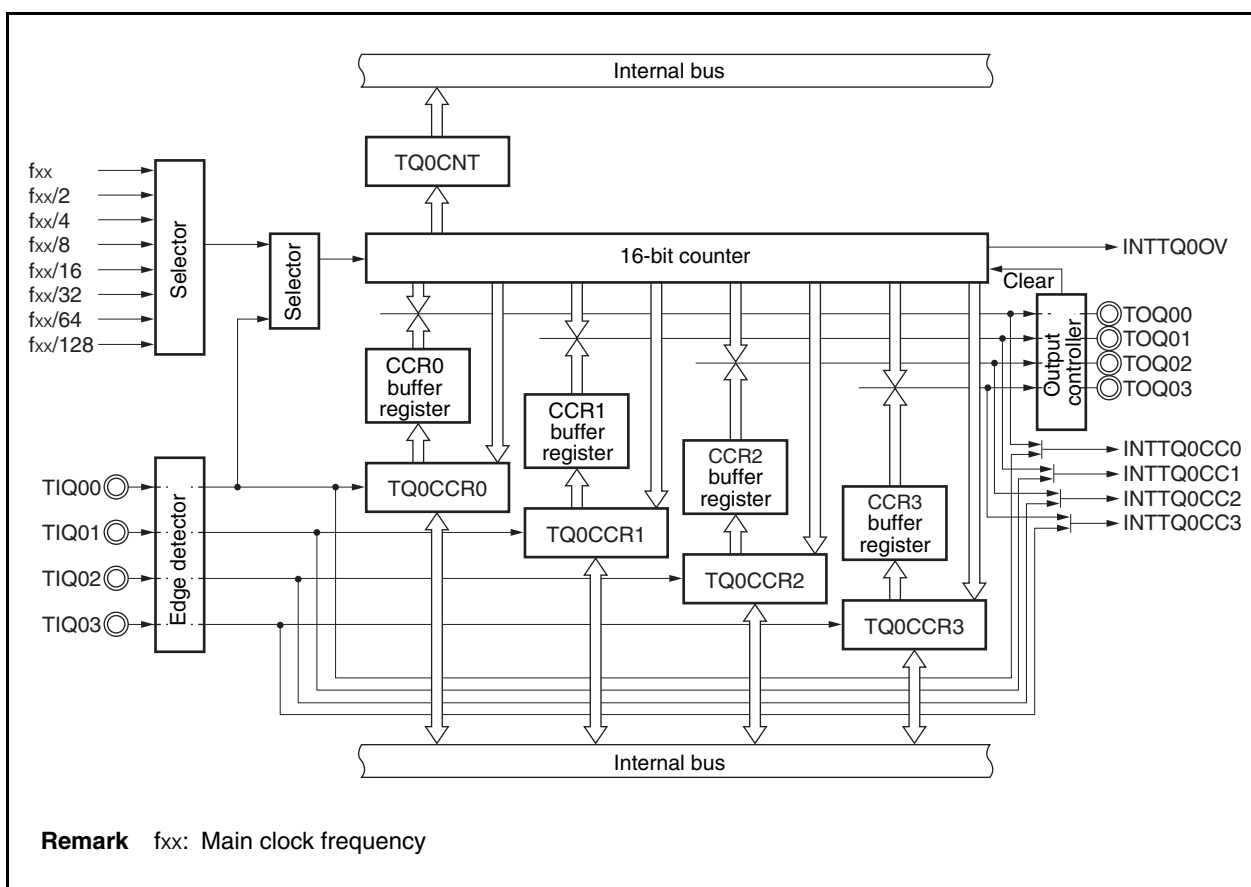 Internal bus
TQ0CNT
fxx
fxx/2
fxx/4
fxx/8
fxx/16
fxx/32
fxx/64
fxx/128
Selector
Selector
16-bit counter
INTTQ0OV
Clear
Output
controller
TOQ00
TOQ01
TOQ02
TOQ03
CCR0
buffer
register
CCR1
buffer
register
CCR2
buffer
register
CCR3
buffer
register
INTTQ0CC0
INTTQ0CC1
INTTQ0CC2
INTTQ0CC3
TIQ00
TIQ01
TIQ02
TIQ03
Edge detector
TQ0CCR0
TQ0CCR1
TQ0CCR2
TQ0CCR3
Internal bus
Remark fxx: Main clock frequency